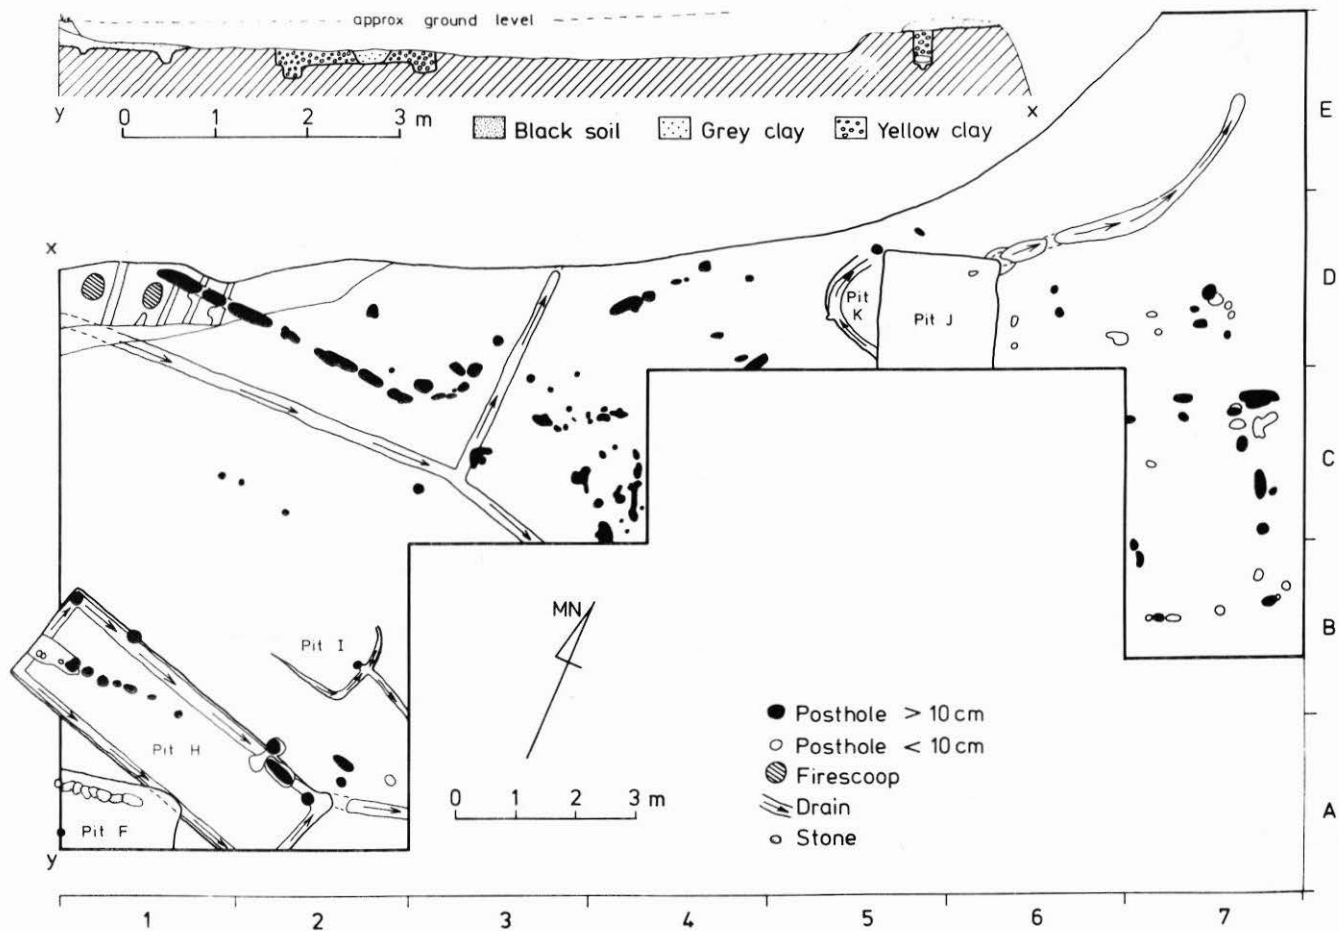 approx ground level
y
x
0 1 2 3 m
Black soil
Grey clay
Yellow clay
E
x
D
Pit K
Pit J
C
MN
B
Pit I
Posthole > 10 cm
Posthole < 10 cm
Pit H
Firescoop
0 1 2 3 m
Drain
A
Pit F
Stone
y
1 2 3 4 5 6 7